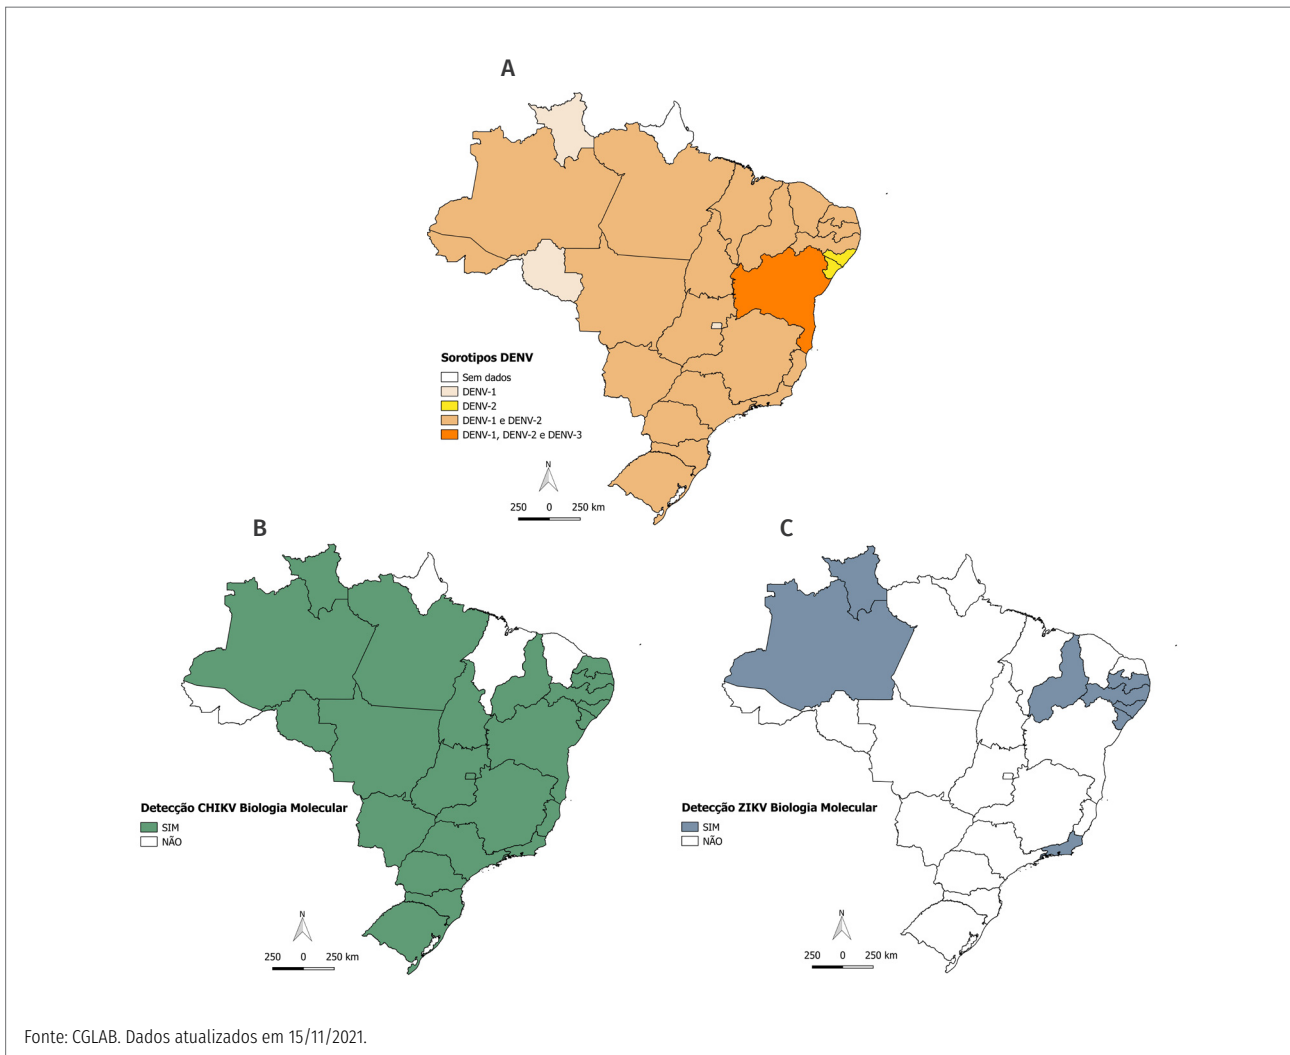 A
Sorotipos DENV
Sem dados
DENV-1
DENV-2
DENV-1 e DENV-2
DENV-1, DENV-2 e DENV-3
N
250 0 250 km
B
Detecção CHIKV Biologia Molecular
SIM
NÃO
N
250 0 250 km
C
Detecção ZIKV Biologia Molecular
SIM
NÃO
N
250 0 250 km
Fonte: CGLAB. Dados atualizados em 15/11/2021.